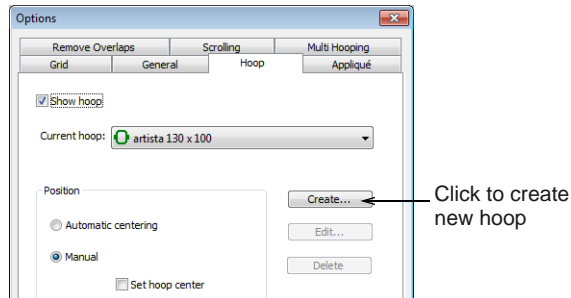 Options
Remove Overlaps Scrolling Multi Hooping
Grid General Hoop Appliqué
Show hoop
Current hoop: artista 130 x 100
Position
Create...
Click to create
new hoop
Automatic centering
Edit...
Manual
Delete
Set hoop center